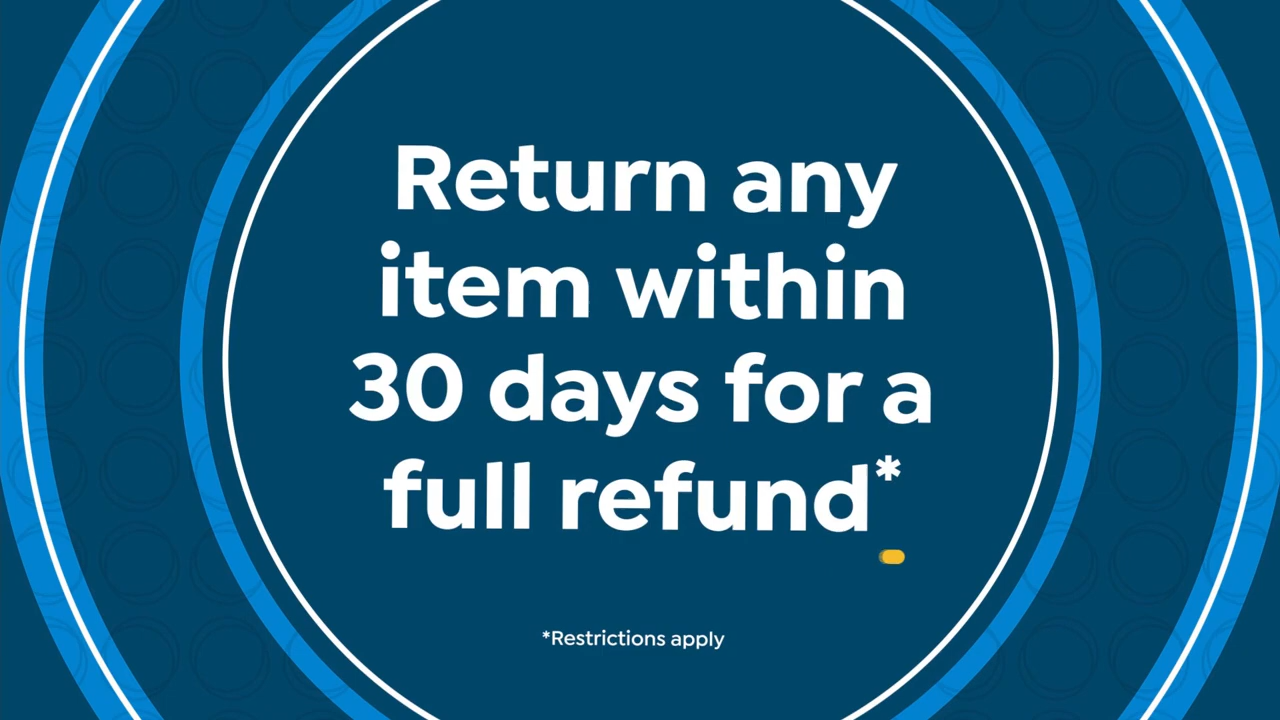 Return any
item within
30 days for a
full refund*
*Restrictions apply